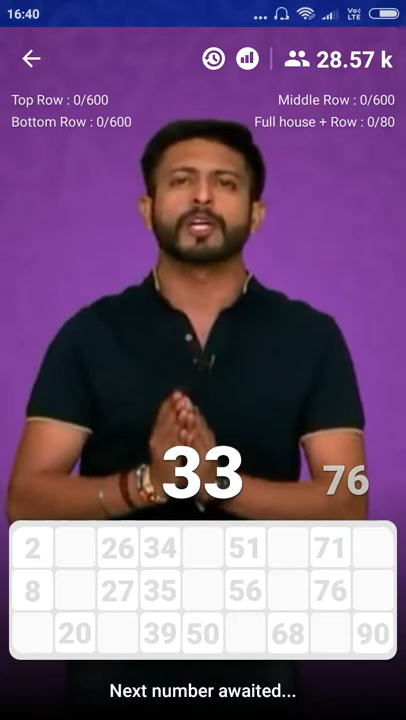 16:40 ... Vo) LTE
28.57 k
Top Row : 0/600 Middle Row : 0/600
Bottom Row : 0/600 Full house + Row : 0/80
33 76
2 26 34 51 71
8 27 35 56 76
20 39 50 68 90
Next number awaited...